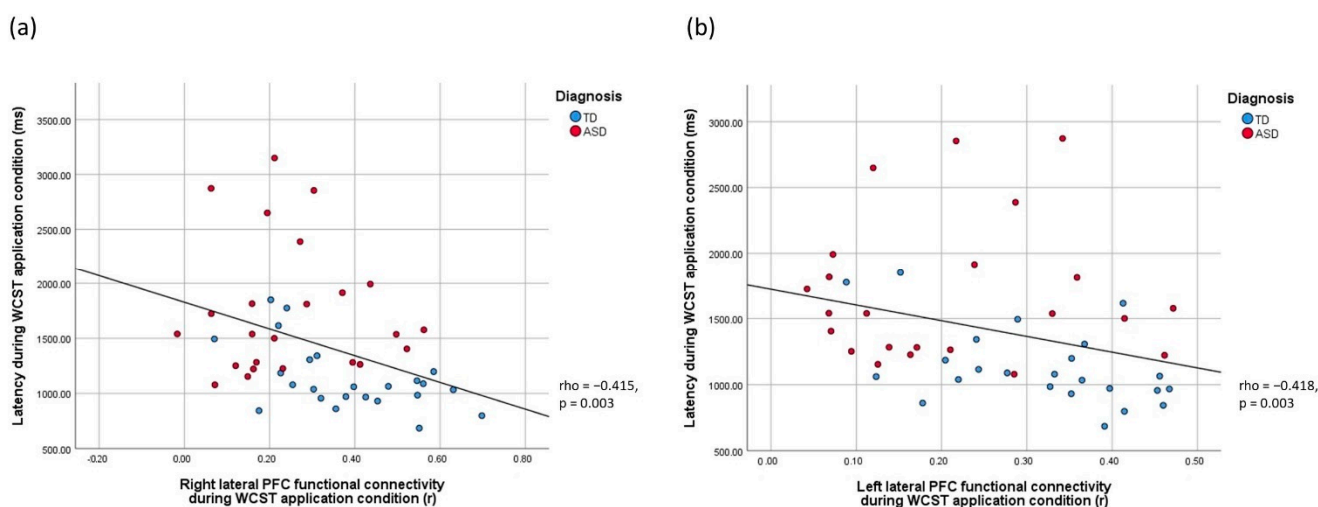 (a)
Latency during WCST application condition (ms)
3500.00
3000.00
2500.00
2000.00
1500.00
1000.00
500.00
-0.20
0.00
0.20
0.40
0.60
0.80
Right lateral PFC functional connectivity
during WCST application condition (r)
Diagnosis
TD
ASD
rho = −0.415,
p = 0.003
(b)
Latency during WCST application condition (ms)
3000.00
2500.00
2000.00
1500.00
1000.00
500.00
0.00
0.10
0.20
0.30
0.40
0.50
Left lateral PFC functional connectivity
during WCST application condition (r)
Diagnosis
TD
ASD
rho = −0.418,
p = 0.003